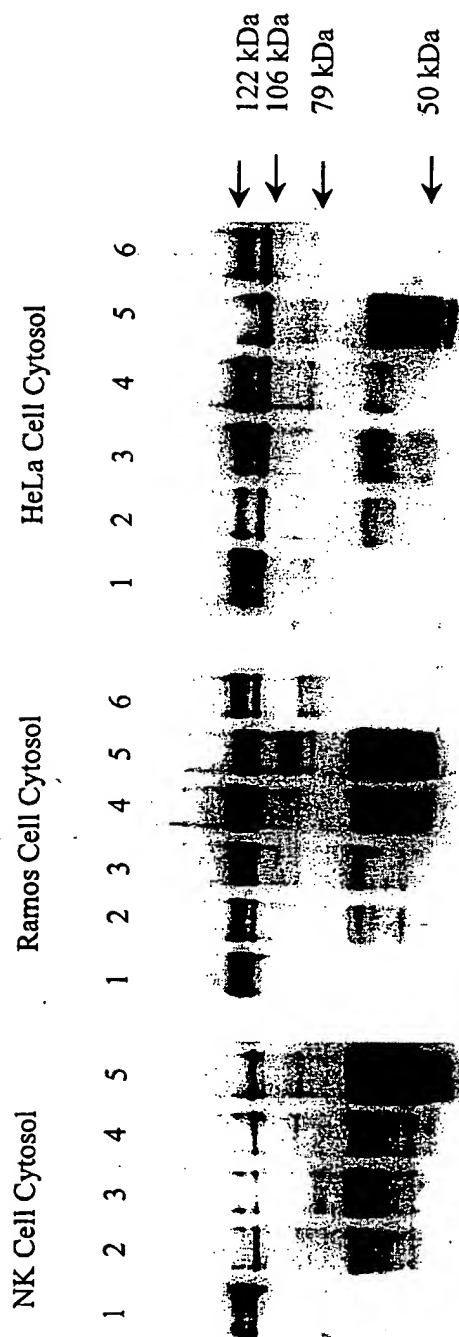 NK Cell Cytosol
1 2 3 4 5
Ramos Cell Cytosol
1 2 3 4 5 6
HeLa Cell Cytosol
1 2 3 4 5 6
122 kDa
106 kDa
79 kDa
50 kDa